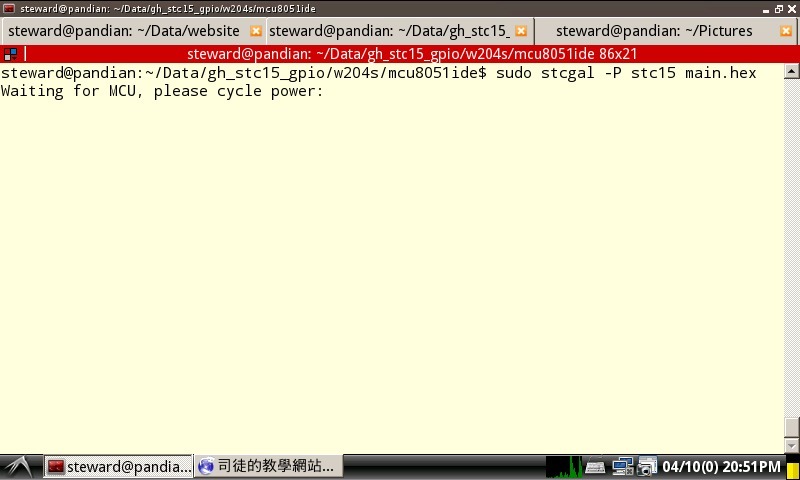 steward@pandian: ~/Data/gh_stc15_gpio/w204s/mcu8051ide
steward@pandian: ~/Data/website
steward@pandian: ~/Data/gh_stc15_
steward@pandian: ~/Pictures
steward@pandian: ~/Data/gh_stc15_gpio/w204s/mcu8051ide 86x21
steward@pandian:~/Data/gh_stc15_gpio/w204s/mcu8051ide$ sudo stcgal -P stc15 main.hex
Waiting for MCU, please cycle power:
steward@pandia...
司徒的教學網站...
04/10(0) 20:51PM